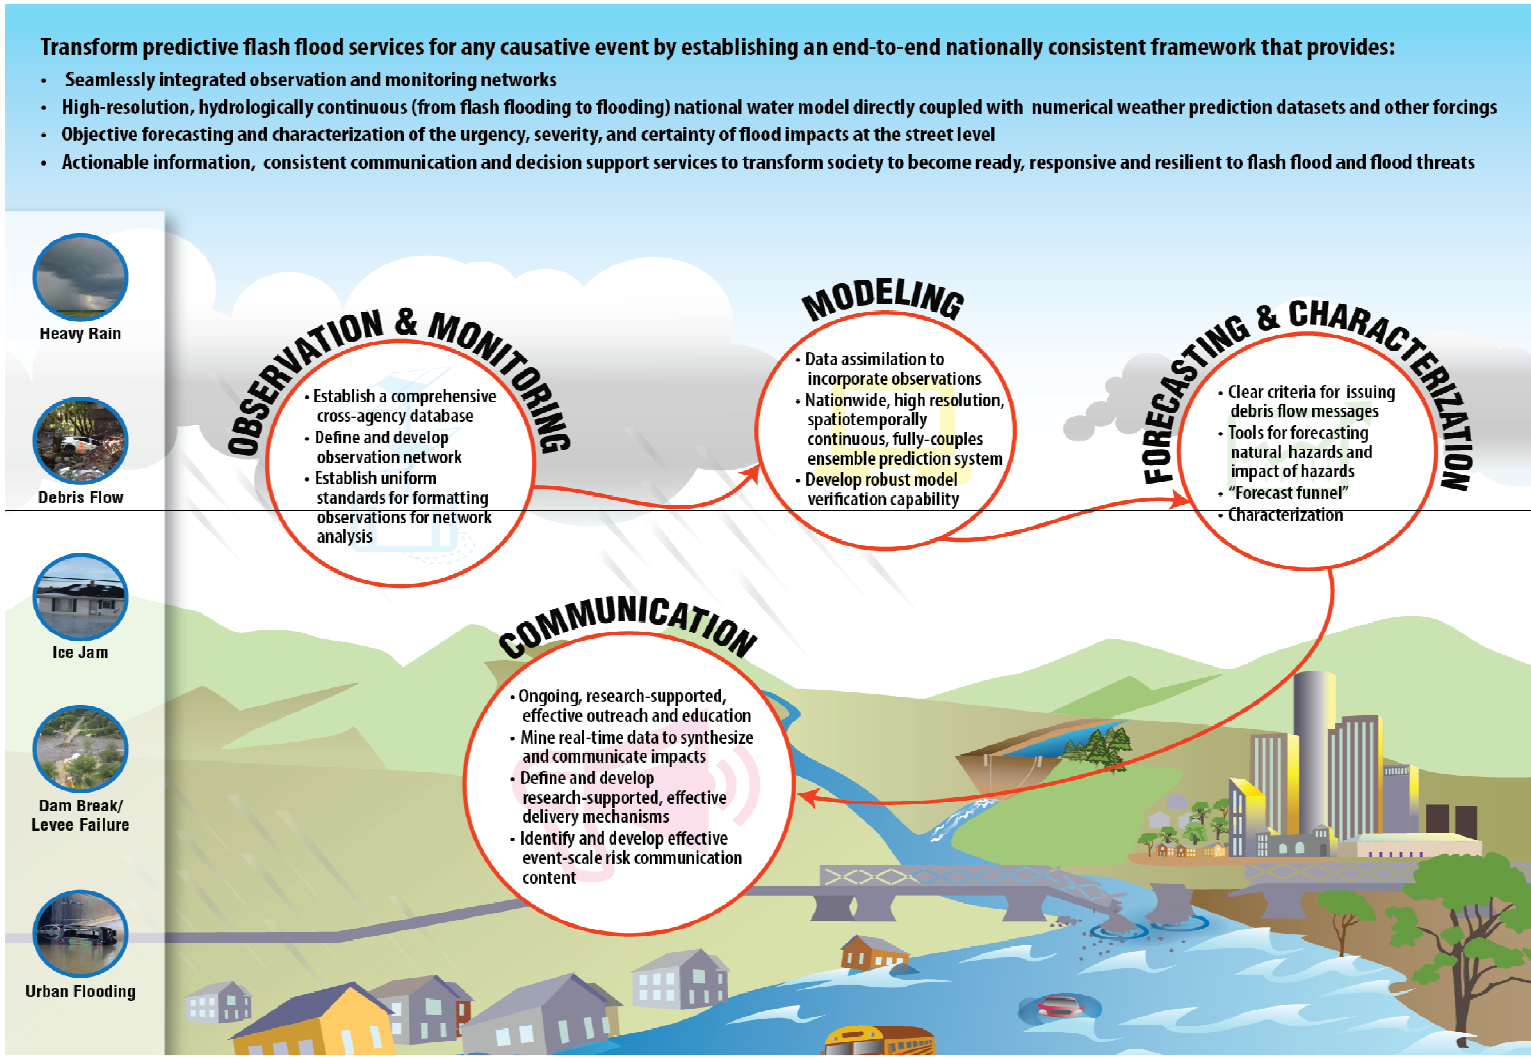 Transform predictive flash flood services for any causative event by establishing an end-to-end nationally consistent framework that provides:
• Seamlessly integrated observation and monitoring networks
• High-resolution, hydrologically continuous (from flash flooding to flooding) national water model directly coupled with numerical weather prediction datasets and other forcings
• Objective forecasting and characterization of the urgency, severity, and certainty of flood impacts at the street level
• Actionable information, consistent communication and decision support services to transform society to become ready, responsive and resilient to flash flood and flood threats
Heavy Rain
Debris Flow
Ice Jam
Dam Break/
Levee Failure
Urban Flooding
OBSERVATION & MONITORING
• Establish a comprehensive
cross-agency database
• Define and develop
observation network
• Establish uniform
standards for formatting
observations for network
analysis
MODELING
• Data assimilation to
incorporate observations
• Nationwide, high resolution,
spatiotemporally
continuous, fully-couples
ensemble prediction system
• Develop robust model
verification capability
FORECASTING & CHARACTERIZATION
• Clear criteria for issuing
debris flow messages
• Tools for forecasting
natural hazards and
impact of hazards
• “Forecast funnel”
• Characterization
COMMUNICATION
• Ongoing, research-supported,
effective outreach and education
• Mine real-time data to synthesize
and communicate impacts
• Define and develop
research-supported, effective
delivery mechanisms
• Identify and develop effective
event-scale risk communication
content